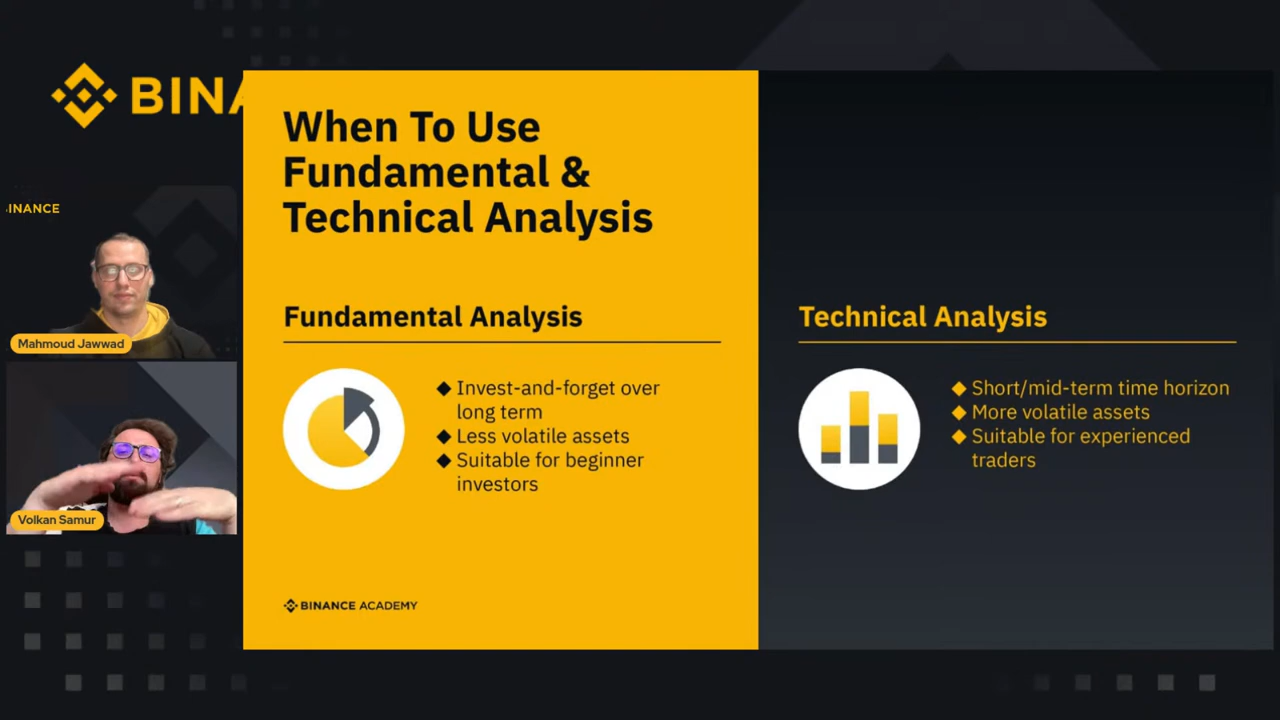 BINA
BINANCE
Mahmoud Jawwad
Volkan Samur
When To Use
Fundamental &
Technical Analysis
Fundamental Analysis
◆ Invest-and-forget over
long term
◆ Less volatile assets
◆ Suitable for beginner
investors
BINANCE ACADEMY
Technical Analysis
◆ Short/mid-term time horizon
◆ More volatile assets
◆ Suitable for experienced
traders